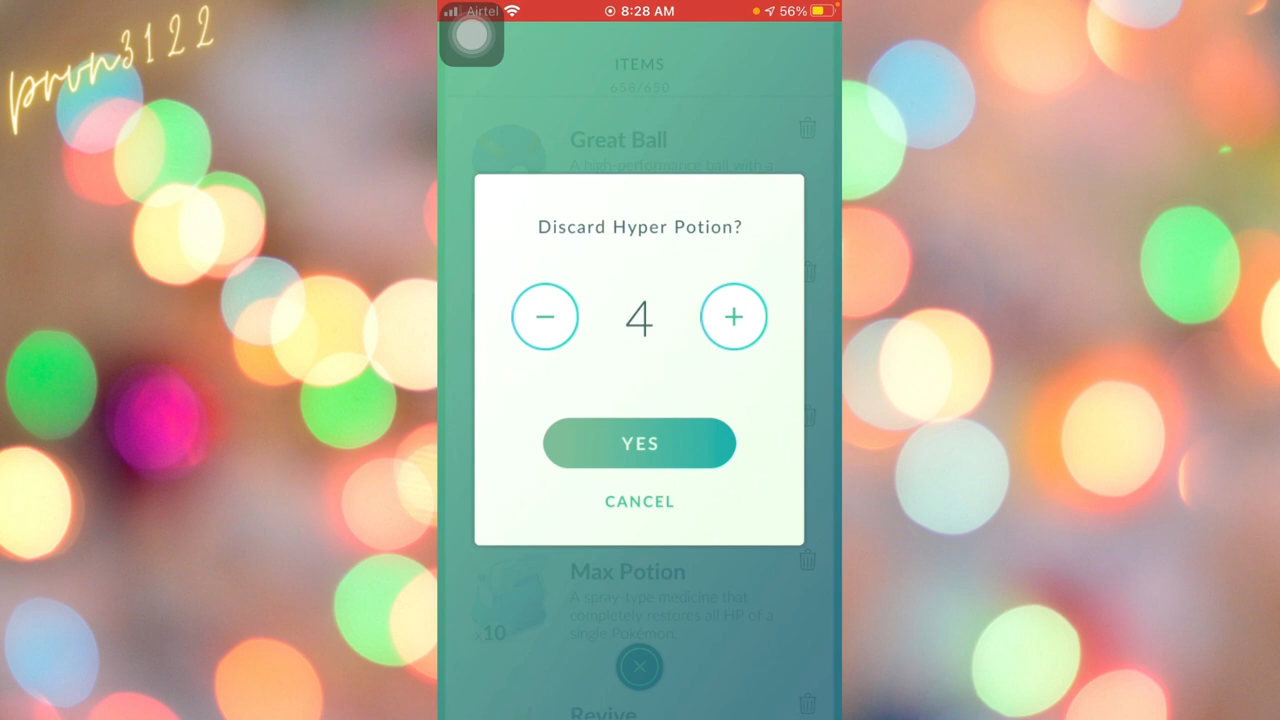 prvn3122
Airtel 8:28 AM 56%
ITEMS
658/650
Great Ball
A high-performance ball with a
Discard Hyper Potion?
− 4 +
YES
CANCEL
Max Potion
A spray-type medicine that
completely restores all HP of a
single Pokémon.
x10
Revive